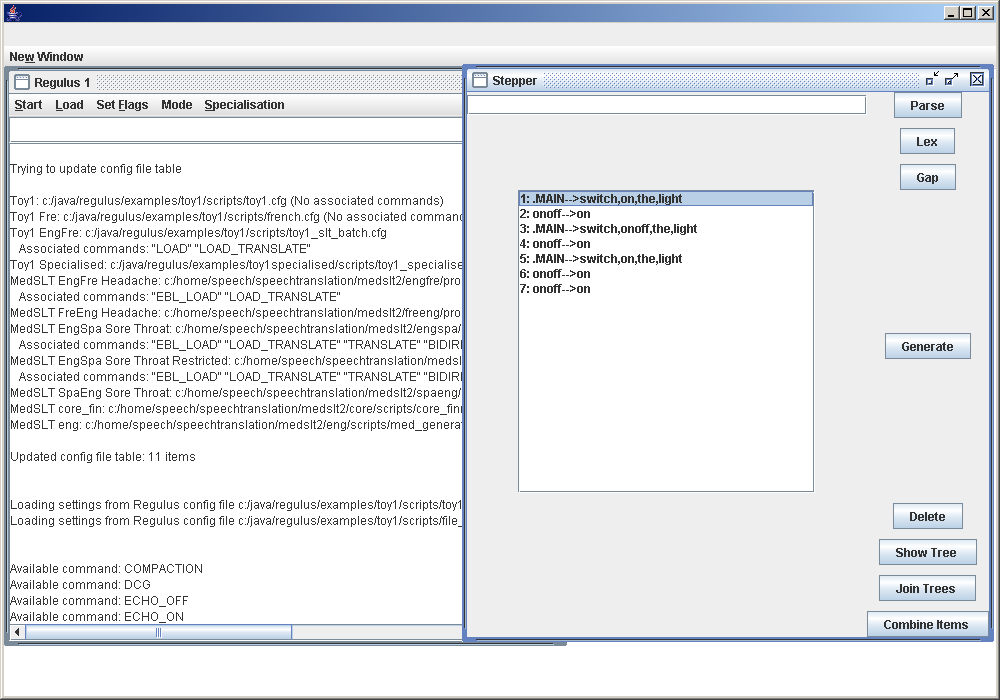 New Window
Regulus 1
Start Load Set Flags Mode Specialisation
Trying to update config file table
Toy1: c:/java/regulus/examples/toy1/scripts/toy1.cfg (No associated commands)
Toy1 Fre: c:/java/regulus/examples/toy1/scripts/french.cfg (No associated comman
Toy1 EngFre: c:/java/regulus/examples/toy1/scripts/toy1_slt_batch.cfg
Associated commands: "LOAD" "LOAD_TRANSLATE"
Toy1 Specialised: c:/java/regulus/examples/toy1specialised/scripts/toy1_specialise
MedSLT EngFre Headache: c:/home/speech/speechtranslation/medslt2/engfre/pro
Associated commands: "EBL_LOAD" "LOAD_TRANSLATE"
MedSLT FreEng Headache: c:/home/speech/speechtranslation/medslt2/freeng/pro
MedSLT EngSpa Sore Throat: c:/home/speech/speechtranslation/medslt2/engspa/
Associated commands: "EBL_LOAD" "LOAD_TRANSLATE" "TRANSLATE" "BIDIRE
MedSLT EngSpa Sore Throat Restricted: c:/home/speech/speechtranslation/medsl
Associated commands: "EBL_LOAD" "LOAD_TRANSLATE" "TRANSLATE" "BIDIRE
MedSLT SpaEng Sore Throat: c:/home/speech/speechtranslation/medslt2/spaeng/
MedSLT core_fin: c:/home/speech/speechtranslation/medslt2/core/scripts/core_fin
MedSLT eng: c:/home/speech/speechtranslation/medslt2/eng/scripts/med_genera
Updated config file table: 11 items
Loading settings from Regulus config file c:/java/regulus/examples/toy1/scripts/toy1
Loading settings from Regulus config file c:/java/regulus/examples/toy1/scripts/file_
Available command: COMPACTION
Available command: DCG
Available command: ECHO_OFF
Available command: ECHO_ON
Stepper
Parse
Lex
Gap
1: .MAIN-->switch,on,the,light
2: onoff-->on
3: .MAIN-->switch,onoff,the,light
4: onoff-->on
5: .MAIN-->switch,on,the,light
6: onoff-->on
7: onoff-->on
Generate
Delete
Show Tree
Join Trees
Combine Items